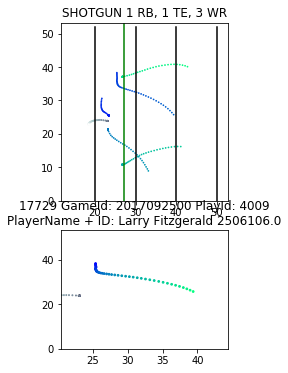 SHOTGUN 1 RB, 1 TE, 3 WR
50
40
30
20
10
0
20 30 40 50
17729 GameId: 2017092500 PlayId: 4009
PlayerName + ID: Larry Fitzgerald 2506106.0
40
20
0
25 30 35 40